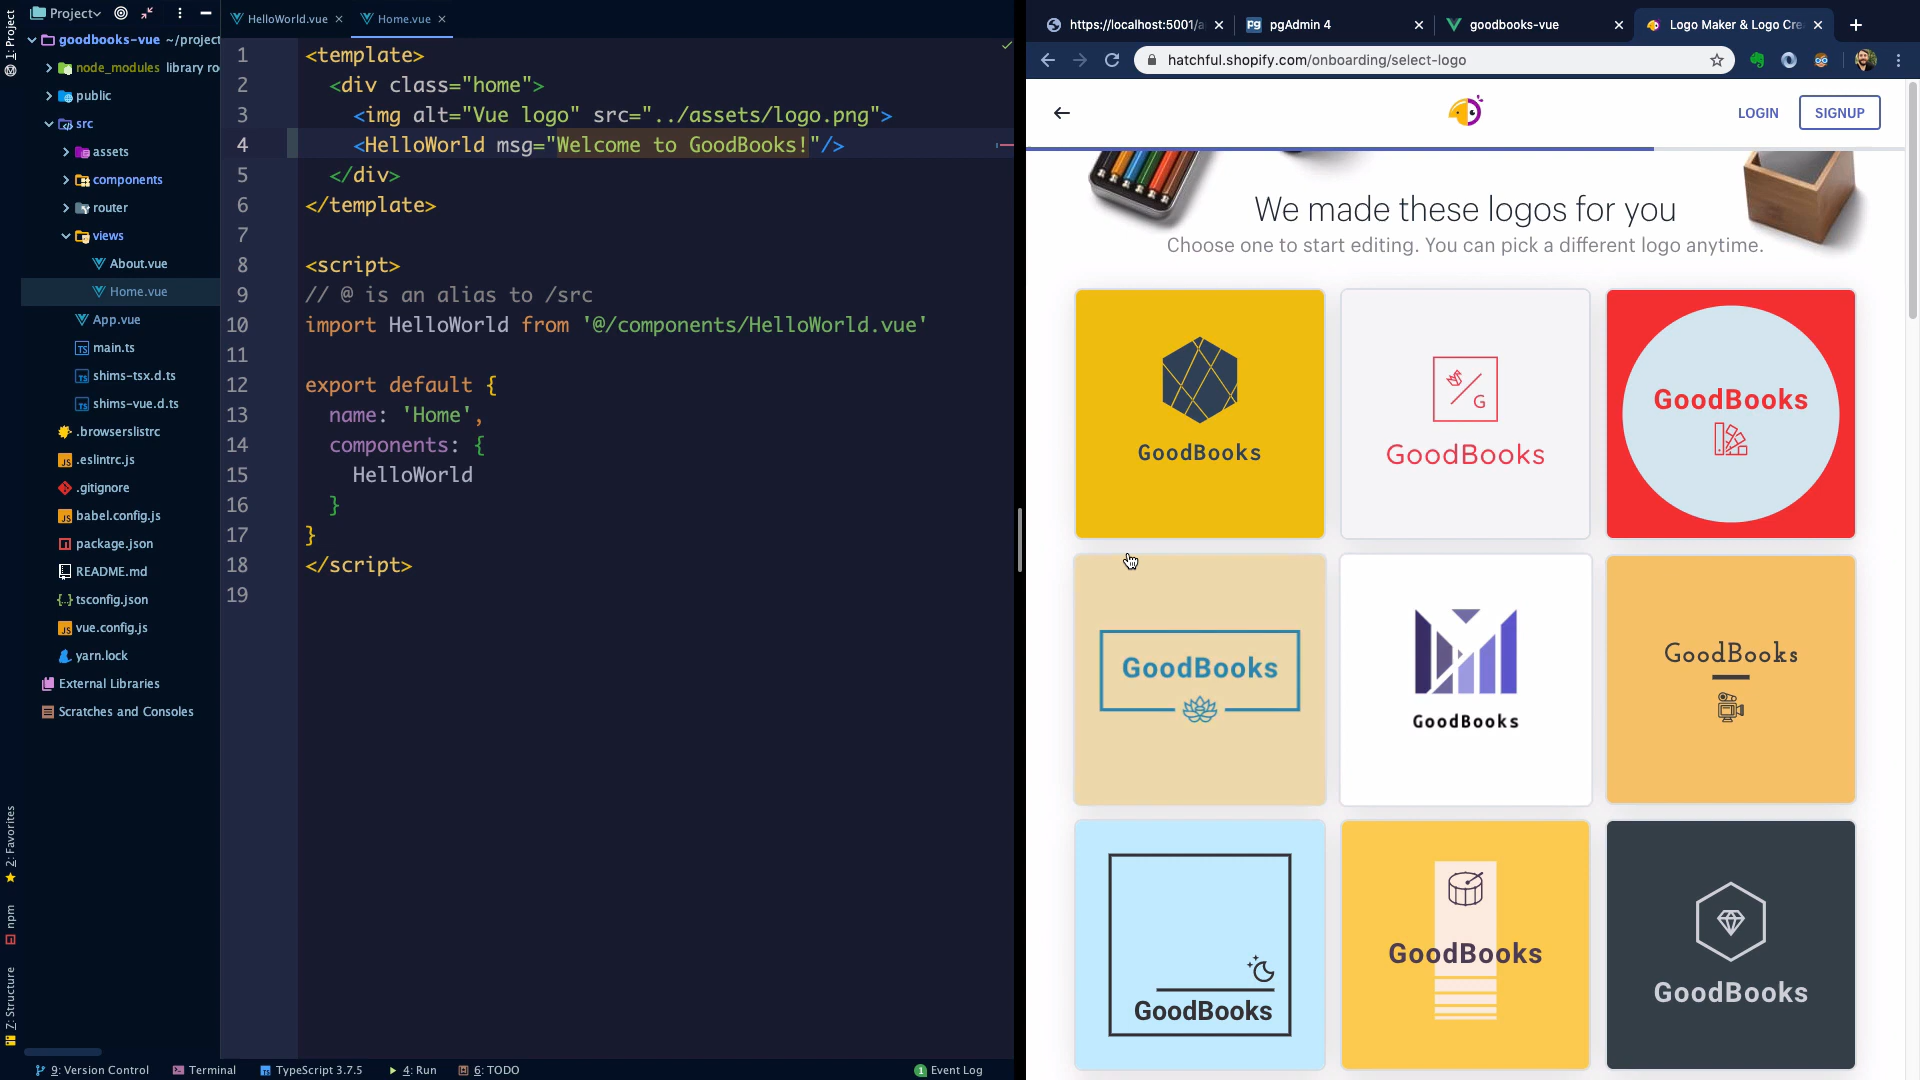 Project
HelloWorld.vue
Home.vue
1: Project
goodbooks-vue ~/project
node_modules library ro
public
src
assets
components
router
views
About.vue
Home.vue
App.vue
main.ts
shims-tsx.d.ts
shims-vue.d.ts
.browserslistrc
.eslintrc.js
.gitignore
babel.config.js
package.json
README.md
tsconfig.json
vue.config.js
yarn.lock
External Libraries
Scratches and Consoles
2: Favorites
npm
Z: Structure
1 <template>
2 <div class="home">
3 <img alt="Vue logo" src="../assets/logo.png">
4 <HelloWorld msg="Welcome to GoodBooks!"/>
5 </div>
6 </template>
7
8 <script>
9 // @ is an alias to /src
10 import HelloWorld from '@/components/HelloWorld.vue'
11
12 export default {
13 name: 'Home',
14 components: {
15 HelloWorld
16 }
17 }
18 </script>
19
9: Version Control
Terminal
TypeScript 3.7.5
4: Run
6: TODO
1 Event Log
https://localhost:5001/a
pgAdmin 4
goodbooks-vue
Logo Maker & Logo Cre
hatchful.shopify.com/onboarding/select-logo
LOGIN
SIGNUP
We made these logos for you
Choose one to start editing. You can pick a different logo anytime.
GoodBooks
G
GoodBooks
GoodBooks
GoodBooks
GoodBooks
GoodBooks
GoodBooks
GoodBooks
GoodBooks